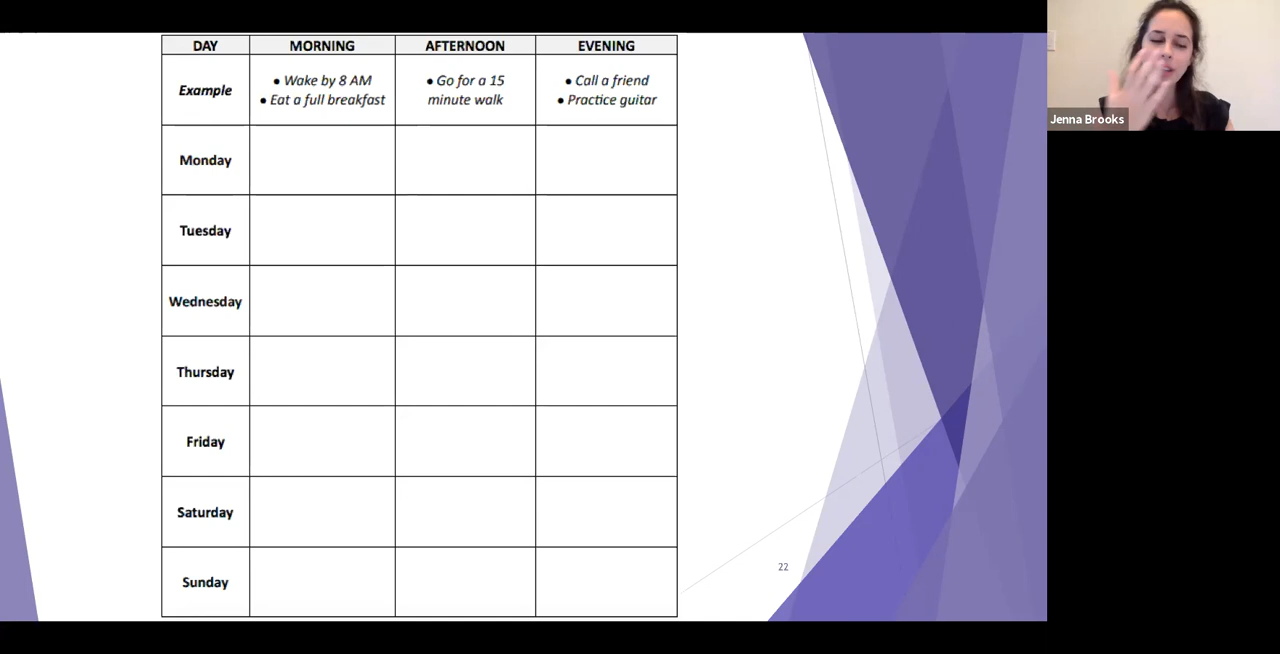 DAY MORNING AFTERNOON EVENING
Example
• Wake by 8 AM
• Eat a full breakfast
• Go for a 15
minute walk
• Call a friend
• Practice guitar
Monday
Tuesday
Wednesday
Thursday
Friday
Saturday
Sunday
22
Jenna Brooks